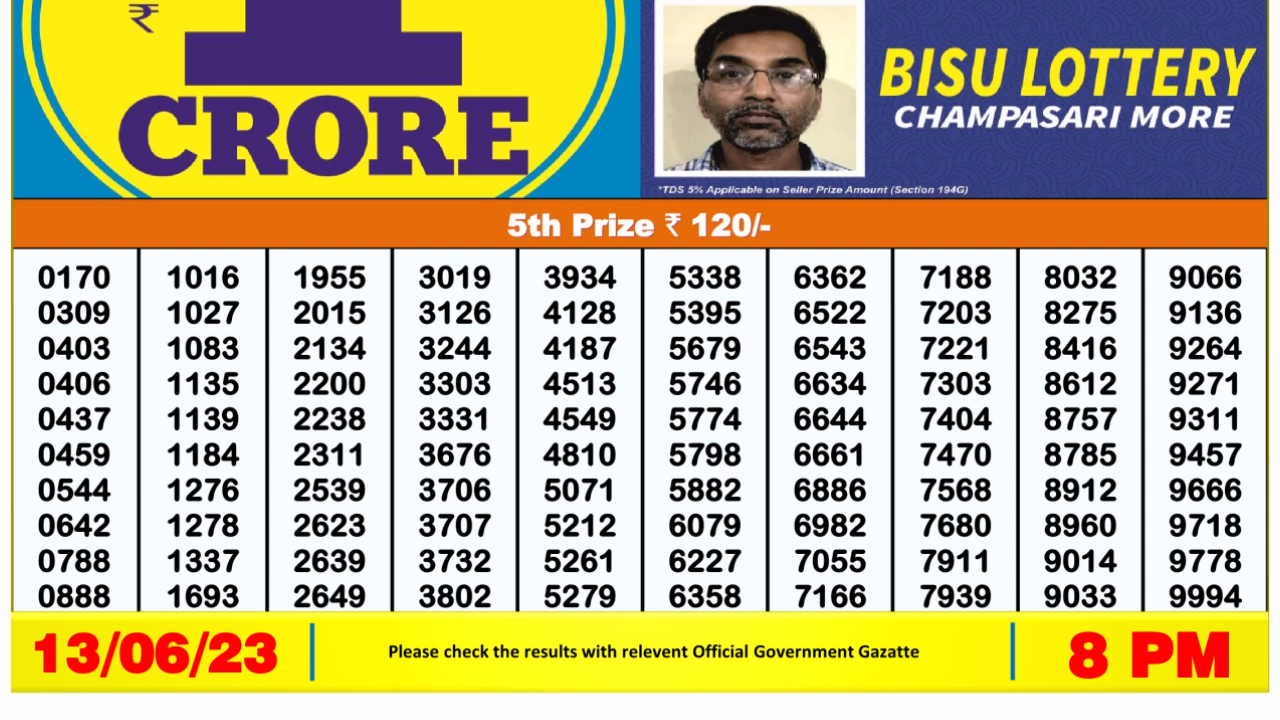 ₹
1
CRORE
BISU LOTTERY
CHAMPASARI MORE
*TDS 5% Applicable on Seller Prize Amount (Section 194G)
5th Prize ₹ 120/-
0170 1016 1955 3019 3934 5338 6362 7188 8032 9066
0309 1027 2015 3126 4128 5395 6522 7203 8275 9136
0403 1083 2134 3244 4187 5679 6543 7221 8416 9264
0406 1135 2200 3303 4513 5746 6634 7303 8612 9271
0437 1139 2238 3331 4549 5774 6644 7404 8757 9311
0459 1184 2311 3676 4810 5798 6661 7470 8785 9457
0544 1276 2539 3706 5071 5882 6886 7568 8912 9666
0642 1278 2623 3707 5212 6079 6982 7680 8960 9718
0788 1337 2639 3732 5261 6227 7055 7911 9014 9778
0888 1693 2649 3802 5279 6358 7166 7939 9033 9994
13/06/23
Please check the results with relevent Official Government Gazatte
8 PM